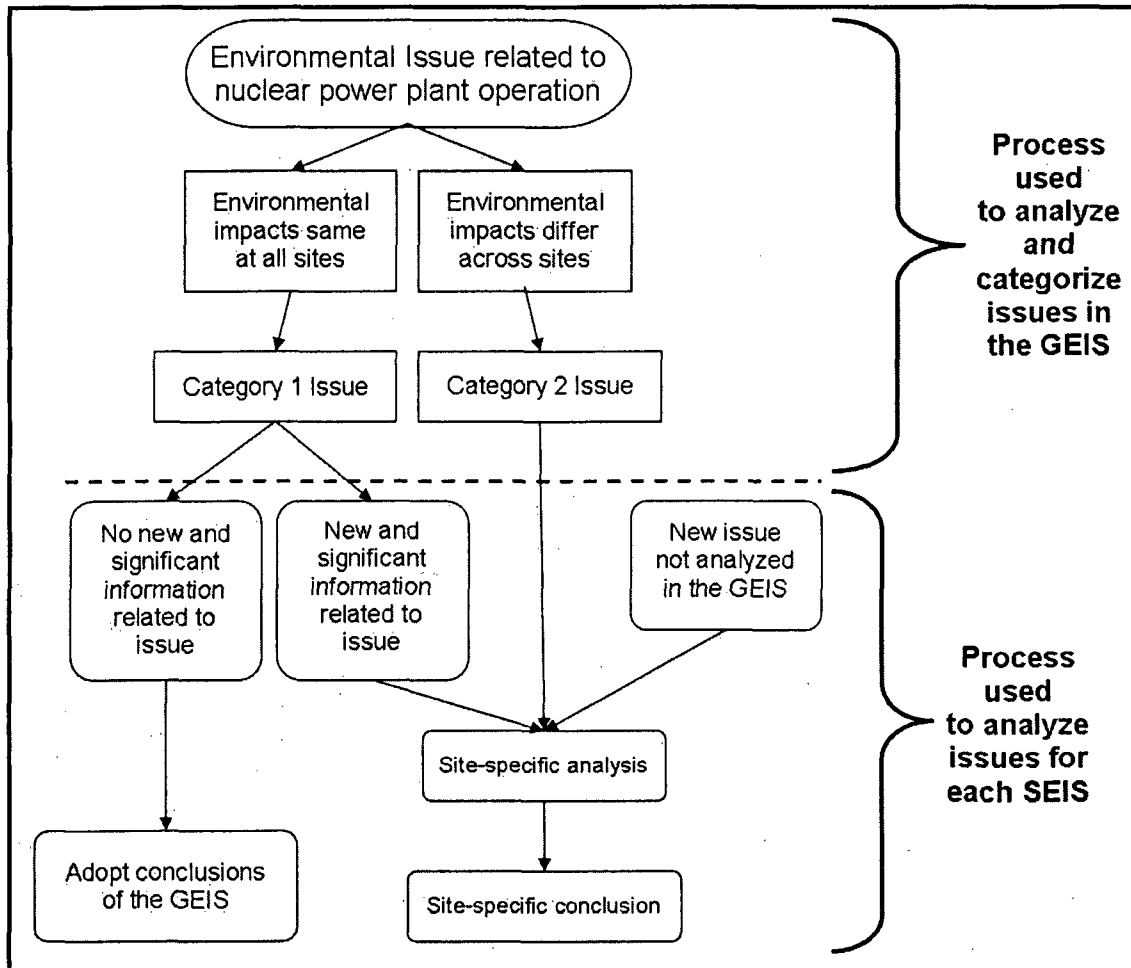 Environmental Issue related to
nuclear power plant operation
Environmental
impacts same
at all sites
Environmental
impacts differ
across sites
Category 1 Issue
Category 2 Issue
Process
used
to analyze
and
categorize
issues in
the GEIS
No new and
significant
information
related to
issue
New and
significant
information
related to
issue
New issue
not analyzed
in the GEIS
Site-specific analysis
Adopt conclusions
of the GEIS
Site-specific conclusion
Process
used
to analyze
issues for
each SEIS